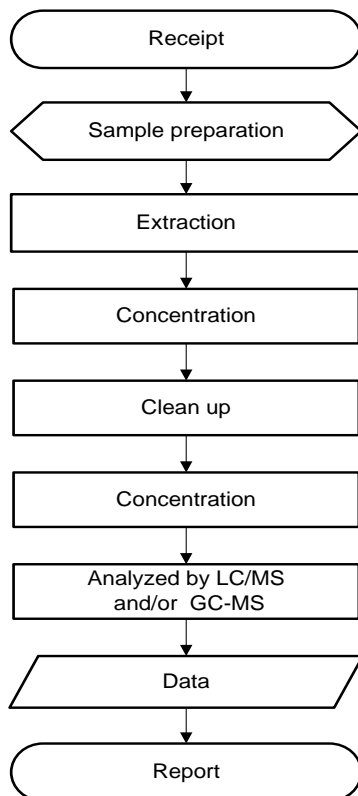 Receipt
Sample preparation
Extraction
Concentration
Clean up
Concentration
Analyzed by LC/MS
and/or GC-MS
Data
Report